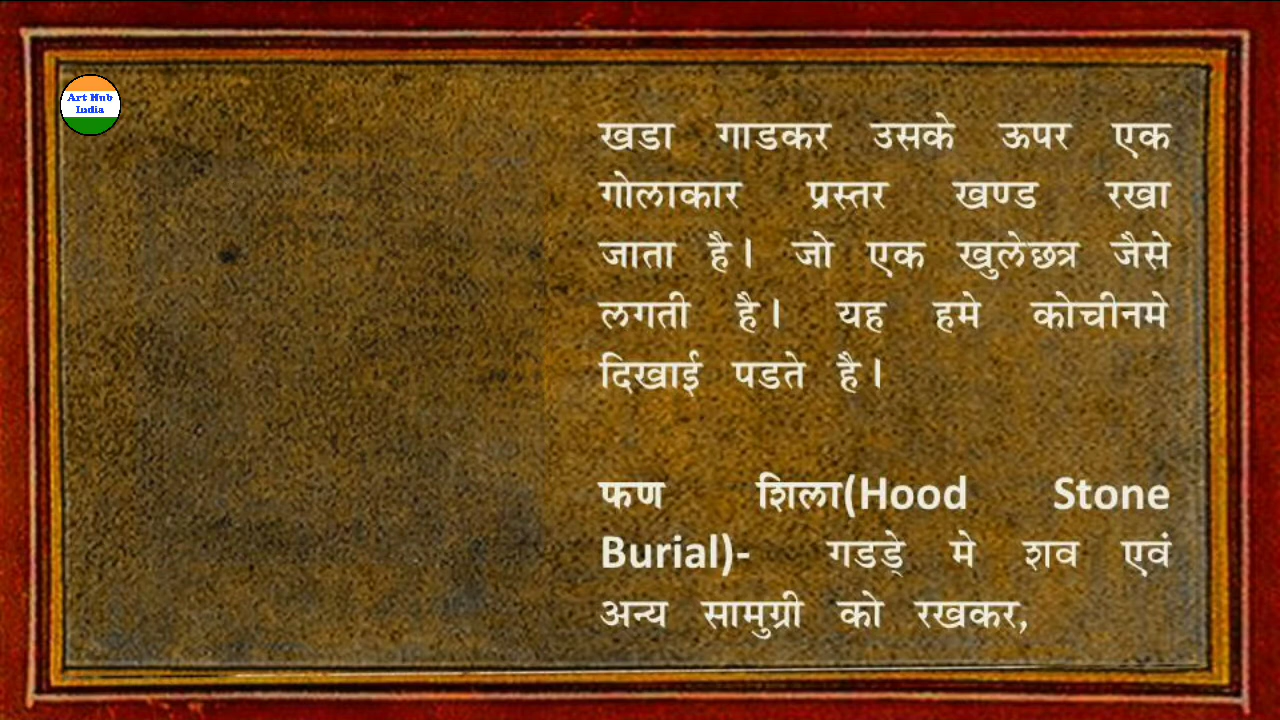 Art Hub
India
खडा गाडकर उसके ऊपर एक
गोलाकार प्रस्तर खण्ड रखा
जाता है। जो एक खुलेछत्र जैसे
लगती है। यह हमे कोचीनमे
दिखाई पडते है।
फण शिला(Hood Stone
Burial)- गडडे् मे शव एवं
अन्य सामुग्री को रखकर,